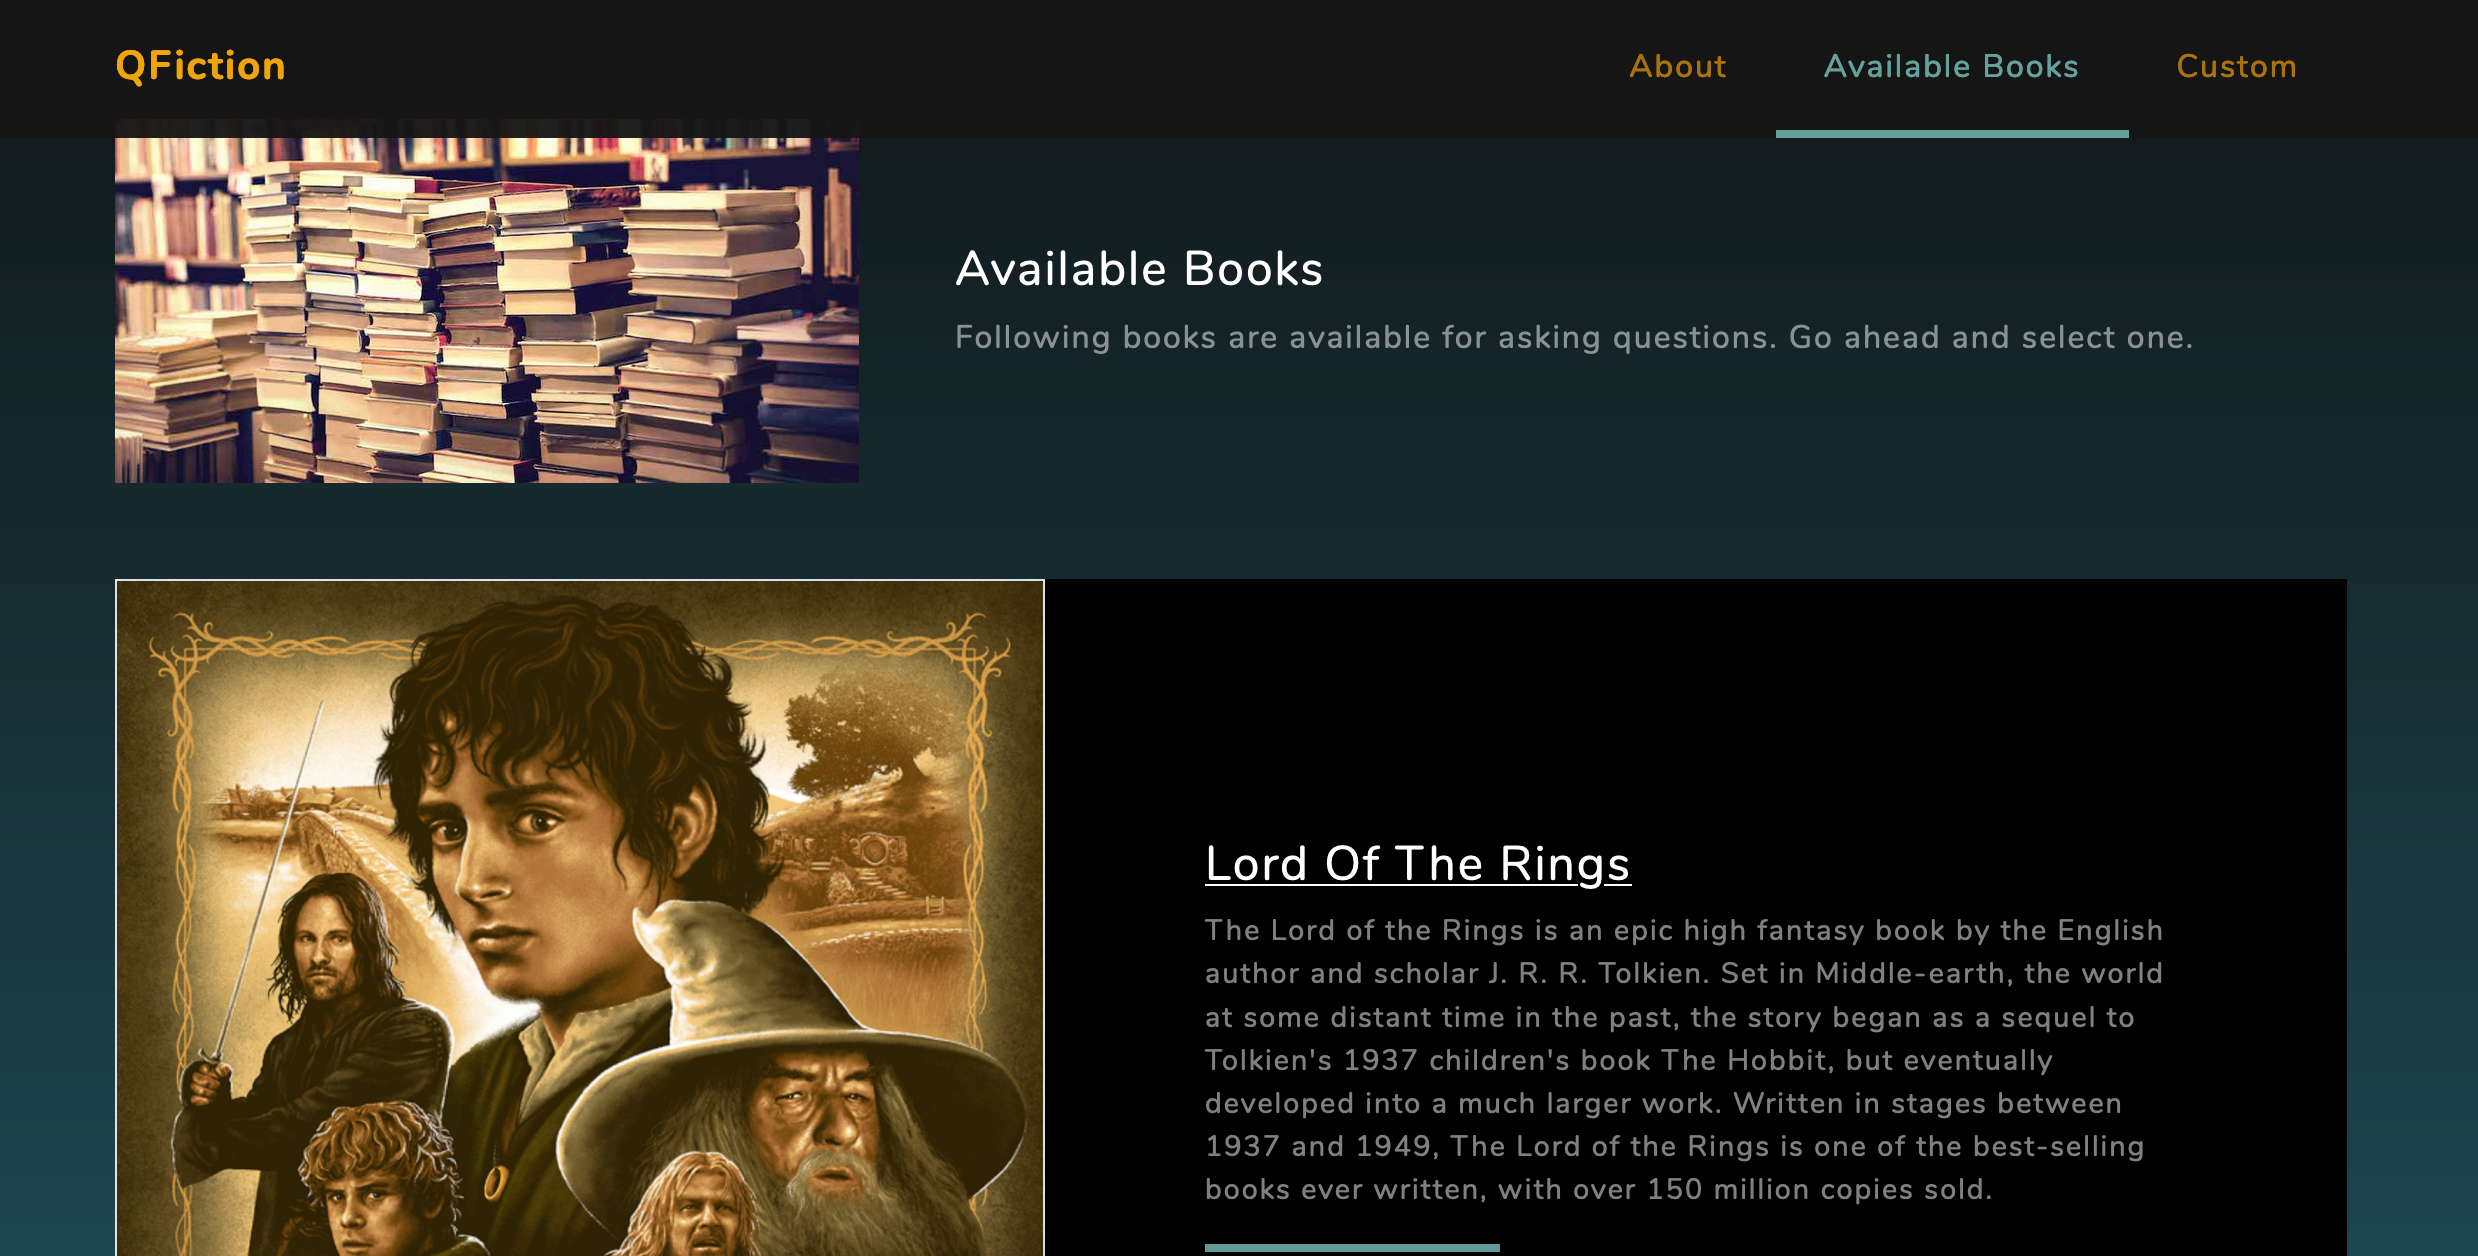 QFiction
About
Available Books
Custom
Available Books
Following books are available for asking questions. Go ahead and select one.
Lord Of The Rings
The Lord of the Rings is an epic high fantasy book by the English
author and scholar J. R. R. Tolkien. Set in Middle-earth, the world
at some distant time in the past, the story began as a sequel to
Tolkien's 1937 children's book The Hobbit, but eventually
developed into a much larger work. Written in stages between
1937 and 1949, The Lord of the Rings is one of the best-selling
books ever written, with over 150 million copies sold.